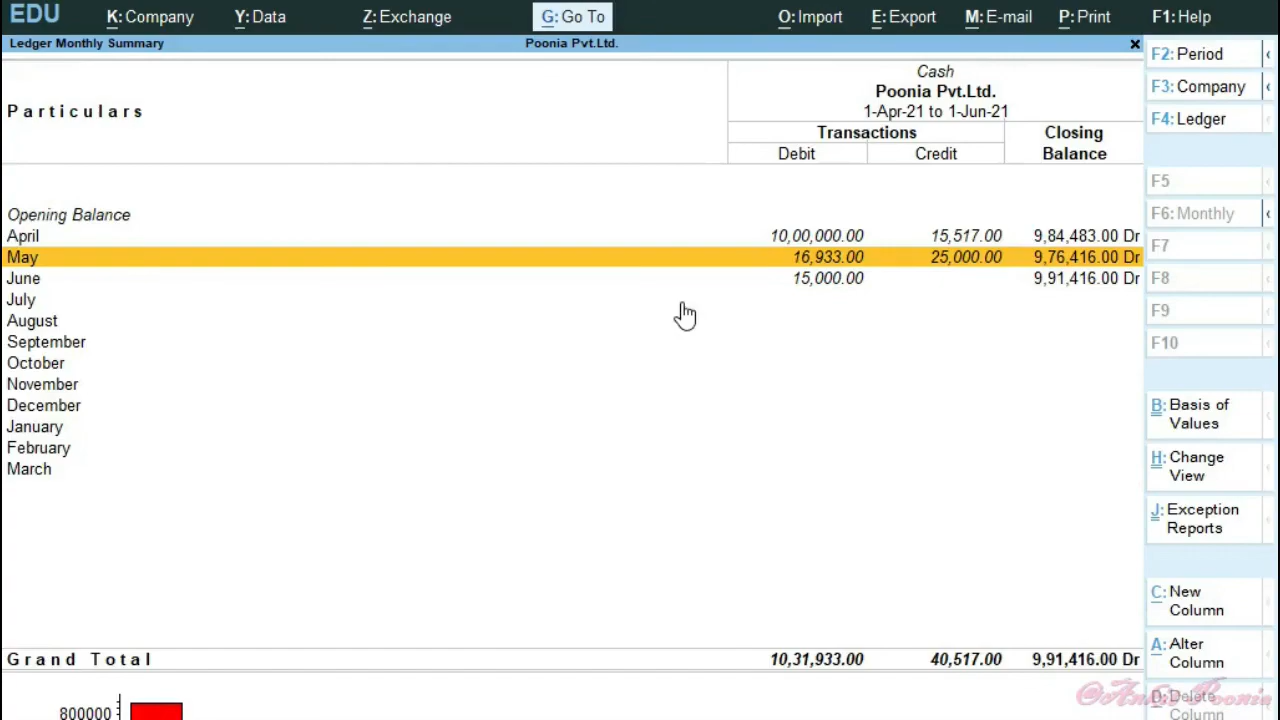 EDU K: Company Y: Data Z: Exchange G: Go To O: Import E: Export M: E-mail P: Print F1: Help
Ledger Monthly Summary Poonia Pvt.Ltd. ×
Particulars
Cash
Poonia Pvt.Ltd.
1-Apr-21 to 1-Jun-21
Transactions Closing
Debit Credit Balance
Opening Balance
April 10,00,000.00 15,517.00 9,84,483.00 Dr
May 16,933.00 25,000.00 9,76,416.00 Dr
June 15,000.00 9,91,416.00 Dr
July
August
September
October
November
December
January
February
March
Grand Total 10,31,933.00 40,517.00 9,91,416.00 Dr
800000
F2: Period
F3: Company
F4: Ledger
F5
F6: Monthly
F7
F8
F9
F10
B: Basis of
Values
H: Change
View
J: Exception
Reports
C: New
Column
A: Alter
Column
D: Delete
Column